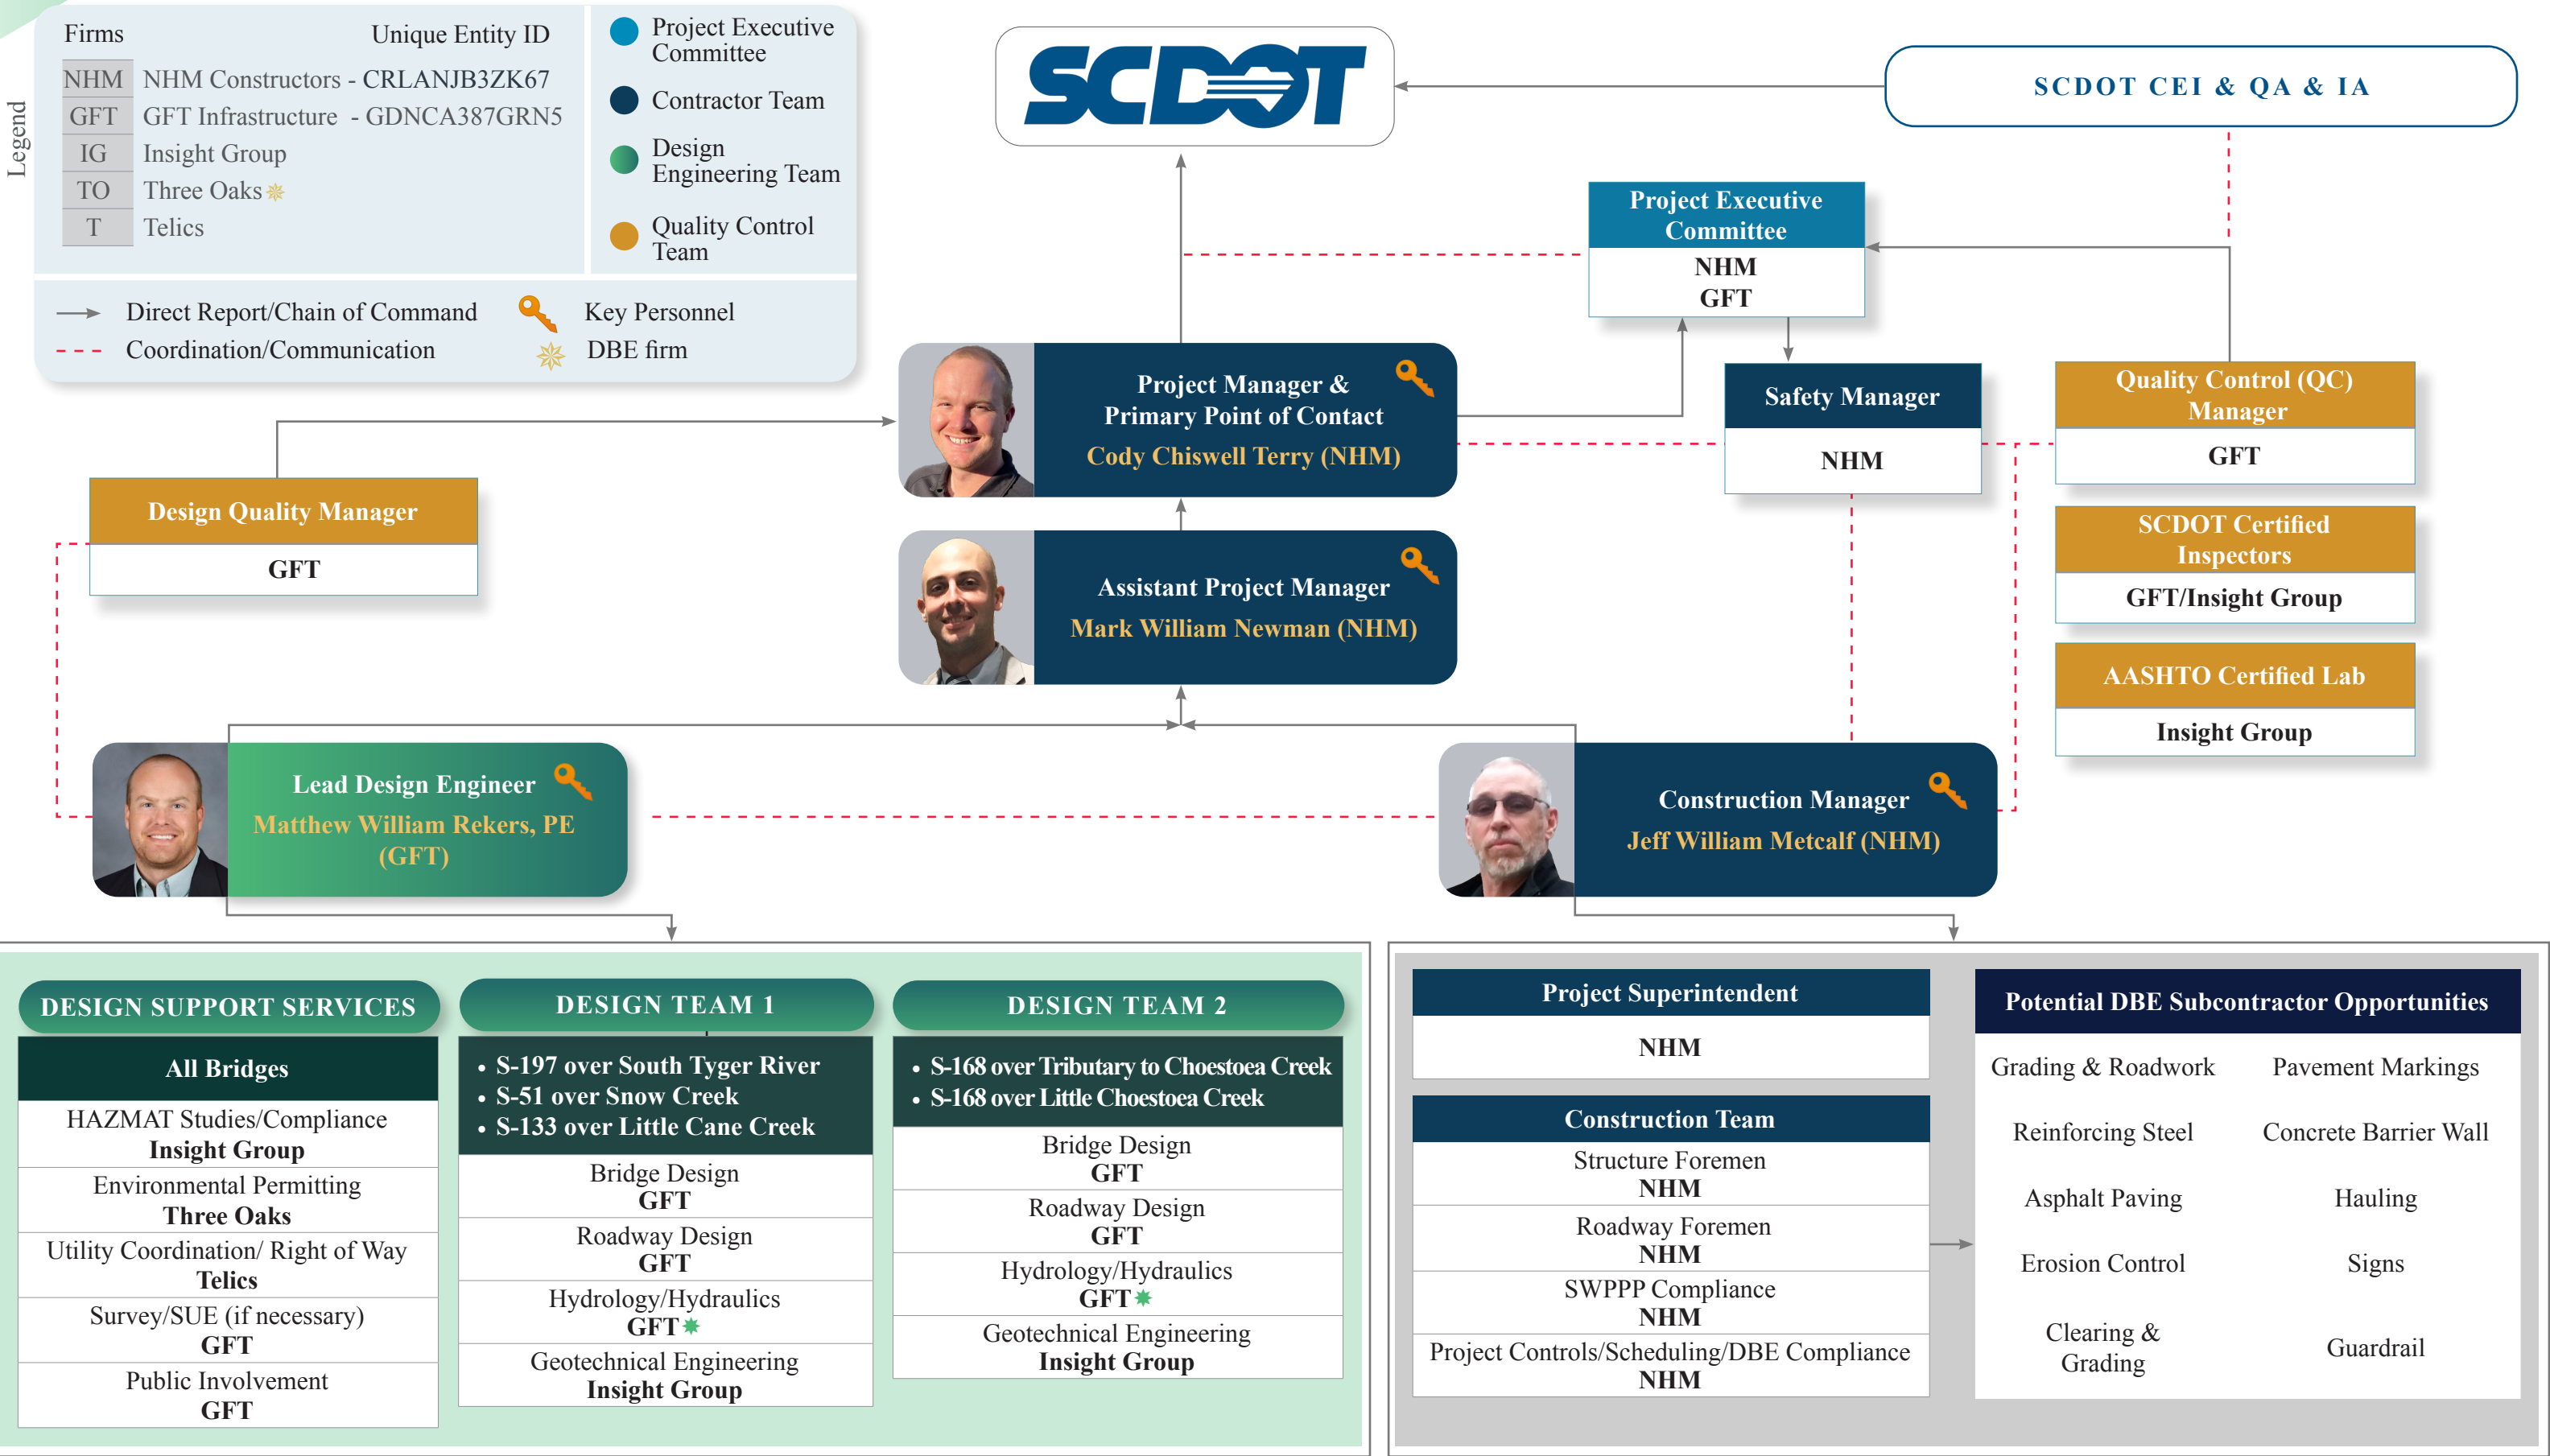 Legend
Firms Unique Entity ID
NHM NHM Constructors - CRLANJB3ZK67
GFT GFT Infrastructure - GDNCA387GRN5
IG Insight Group
TO Three Oaks
T Telics
Project Executive
Committee
Contractor Team
Design
Engineering Team
Quality Control
Team
Direct Report/Chain of Command
Key Personnel
Coordination/Communication
DBE firm
SCDOT
SCDOT CEI & QA & IA
Project Executive
Committee
NHM
GFT
Project Manager &
Primary Point of Contact
Cody Chiswell Terry (NHM)
Safety Manager
NHM
Quality Control (QC)
Manager
GFT
Design Quality Manager
GFT
SCDOT Certified
Inspectors
GFT/Insight Group
Assistant Project Manager
Mark William Newman (NHM)
AASHTO Certified Lab
Insight Group
Lead Design Engineer
Matthew William Rekers, PE
(GFT)
Construction Manager
Jeff William Metcalf (NHM)
DESIGN SUPPORT SERVICES
All Bridges
HAZMAT Studies/Compliance
Insight Group
Environmental Permitting
Three Oaks
Utility Coordination/ Right of Way
Telics
Survey/SUE (if necessary)
GFT
Public Involvement
GFT
DESIGN TEAM 1
• S-197 over South Tyger River
• S-51 over Snow Creek
• S-133 over Little Cane Creek
Bridge Design
GFT
Roadway Design
GFT
Hydrology/Hydraulics
GFT
Geotechnical Engineering
Insight Group
DESIGN TEAM 2
• S-168 over Tributary to Choestoea Creek
• S-168 over Little Choestoea Creek
Bridge Design
GFT
Roadway Design
GFT
Hydrology/Hydraulics
GFT
Geotechnical Engineering
Insight Group
Project Superintendent
NHM
Construction Team
Structure Foremen
NHM
Roadway Foremen
NHM
SWPPP Compliance
NHM
Project Controls/Scheduling/DBE Compliance
NHM
Potential DBE Subcontractor Opportunities
Grading & Roadwork
Pavement Markings
Reinforcing Steel
Concrete Barrier Wall
Asphalt Paving
Hauling
Erosion Control
Signs
Clearing &
Grading
Guardrail